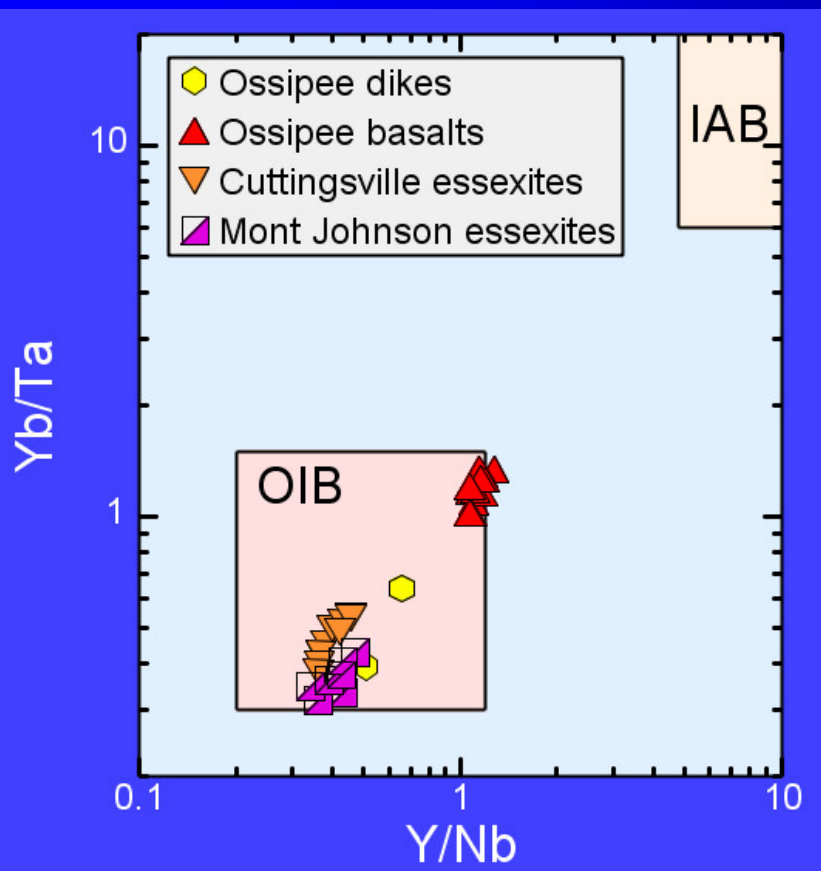 Ossipee dikes
Ossipee basalts
Cuttingsville essexites
Mont Johnson essexites
IAB
10
Yb/Ta
OIB
1
0.1 1 10
Y/Nb